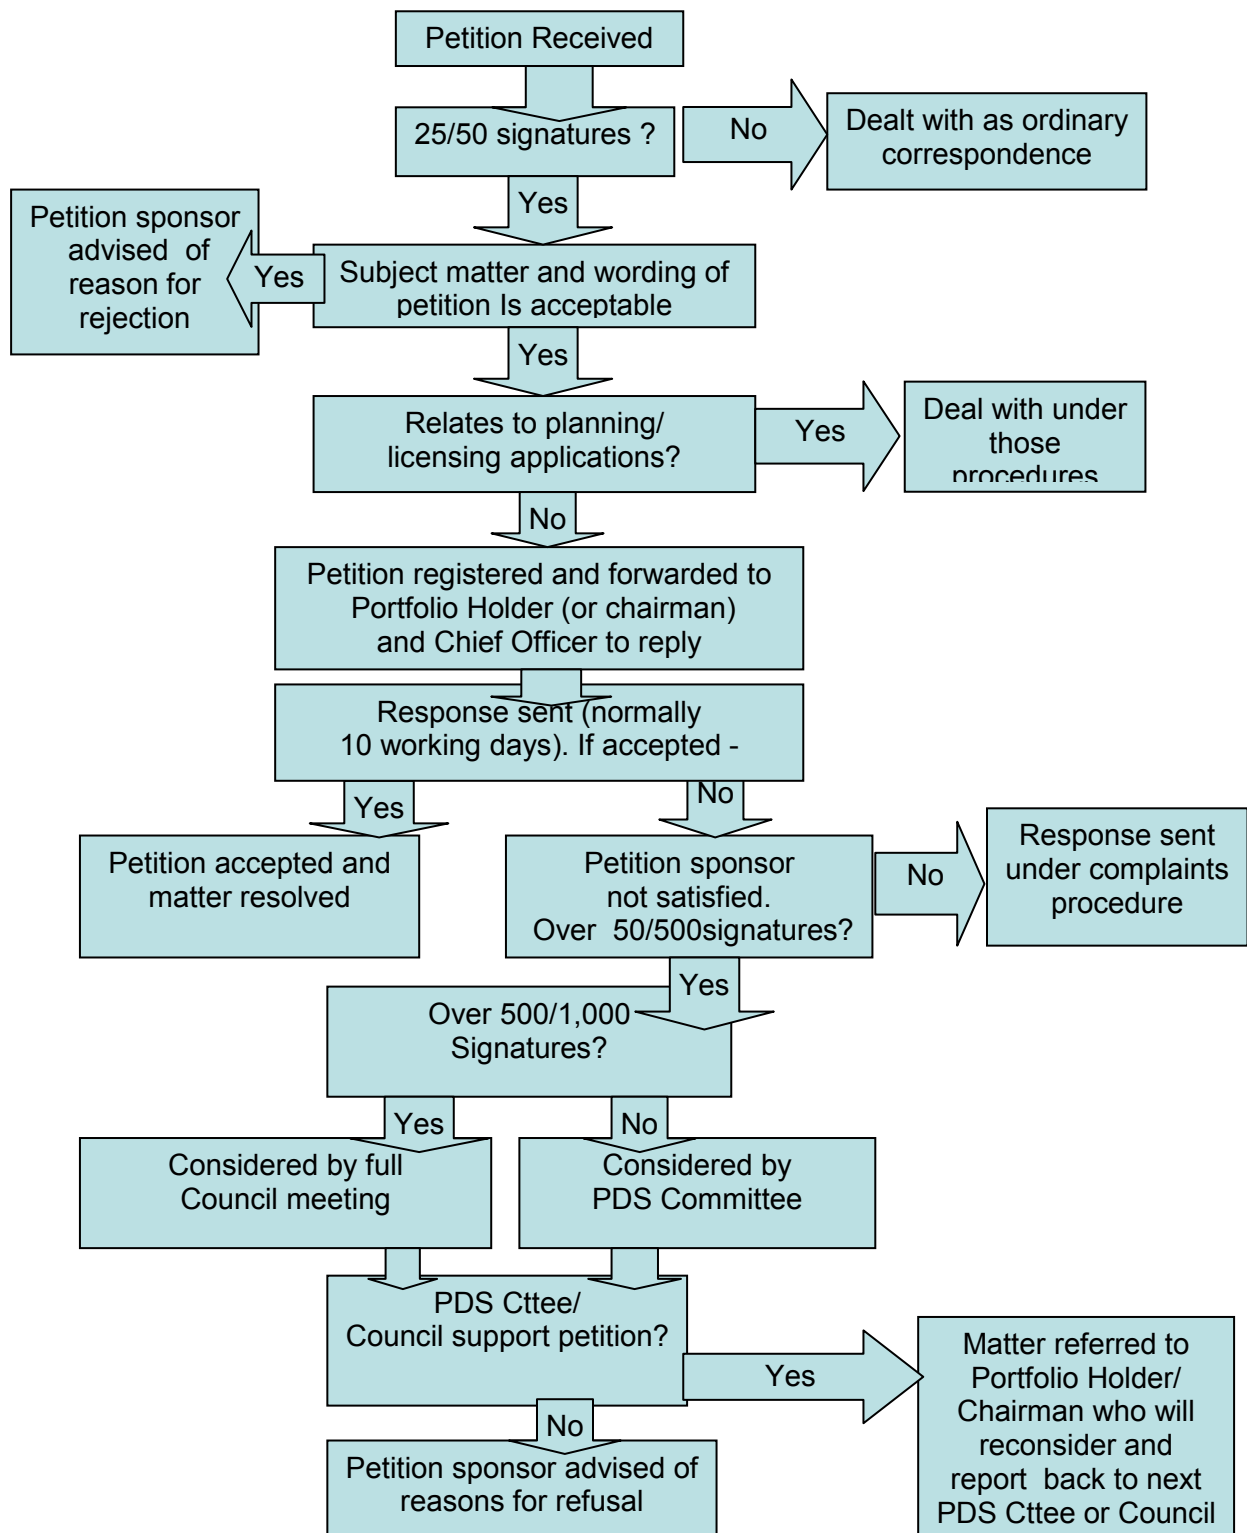 Petition Received
25/50 signatures ?
No
Dealt with as ordinary
correspondence
Yes
Petition sponsor
advised of
reason for
rejection
Yes
Subject matter and wording of
petition Is acceptable
Yes
Relates to planning/
licensing applications?
Yes
Deal with under
those
procedures
No
Petition registered and forwarded to
Portfolio Holder (or chairman)
and Chief Officer to reply
Response sent (normally
10 working days). If accepted -
Yes
No
Petition accepted and
matter resolved
Petition sponsor
not satisfied.
Over 50/500signatures?
No
Response sent
under complaints
procedure
Yes
Over 500/1,000
Signatures?
Yes
No
Considered by full
Council meeting
Considered by
PDS Committee
PDS Cttee/
Council support petition?
Yes
Matter referred to
Portfolio Holder/
Chairman who will
reconsider and
report back to next
PDS Cttee or Council
No
Petition sponsor advised of
reasons for refusal